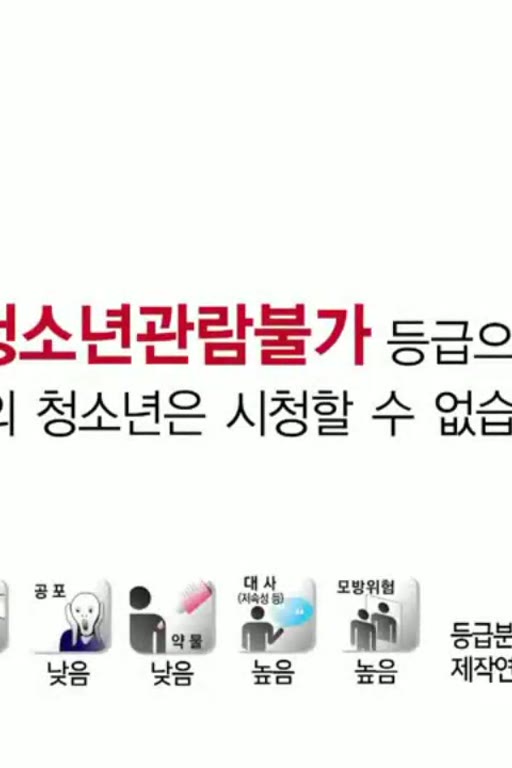 청소년관람불가 등급으
의 청소년은 시청할 수 없습
공포
약물
대사
(저속성 등)
모방위험
낮음 낮음 높음 높음
등급분
제작연